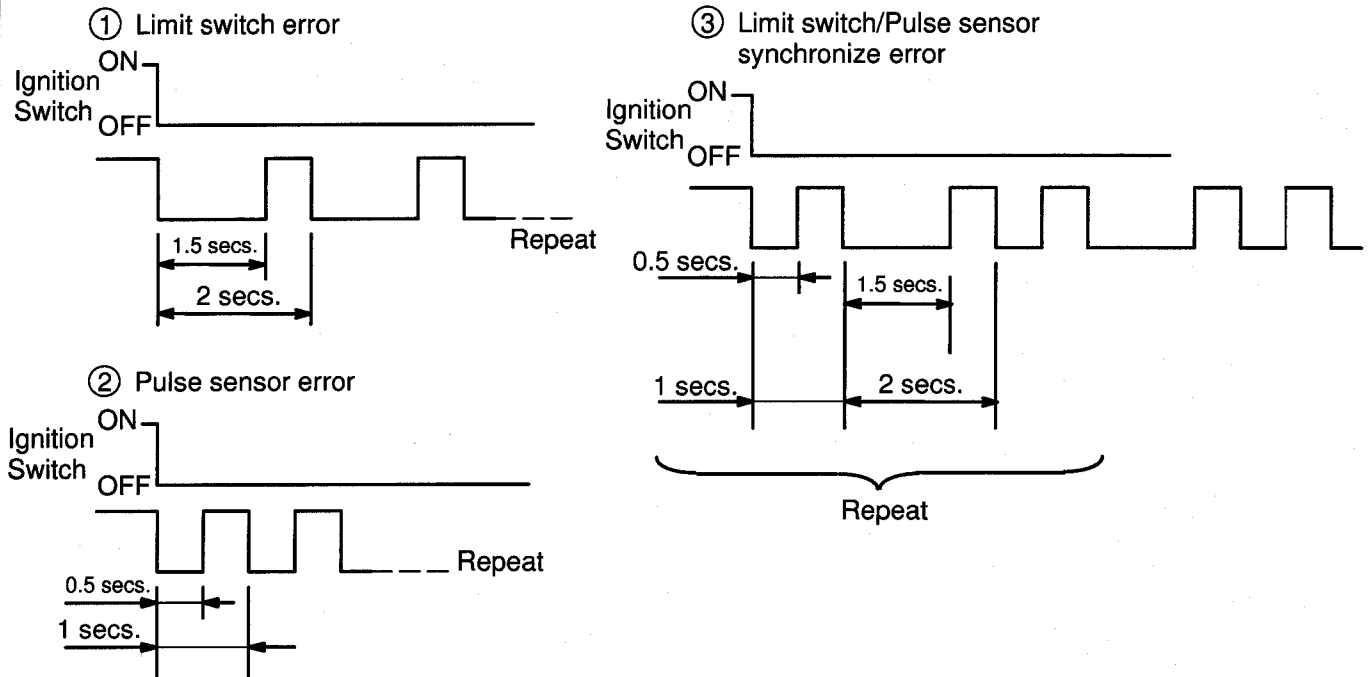 ① Limit switch error
ON
Ignition
Switch
OFF
1.5 secs.
2 secs.
Repeat
② Pulse sensor error
ON
Ignition
Switch
OFF
0.5 secs.
1 secs.
Repeat
③ Limit switch/Pulse sensor
synchronize error
ON
Ignition
Switch
OFF
0.5 secs.
1.5 secs.
1 secs.
2 secs.
Repeat